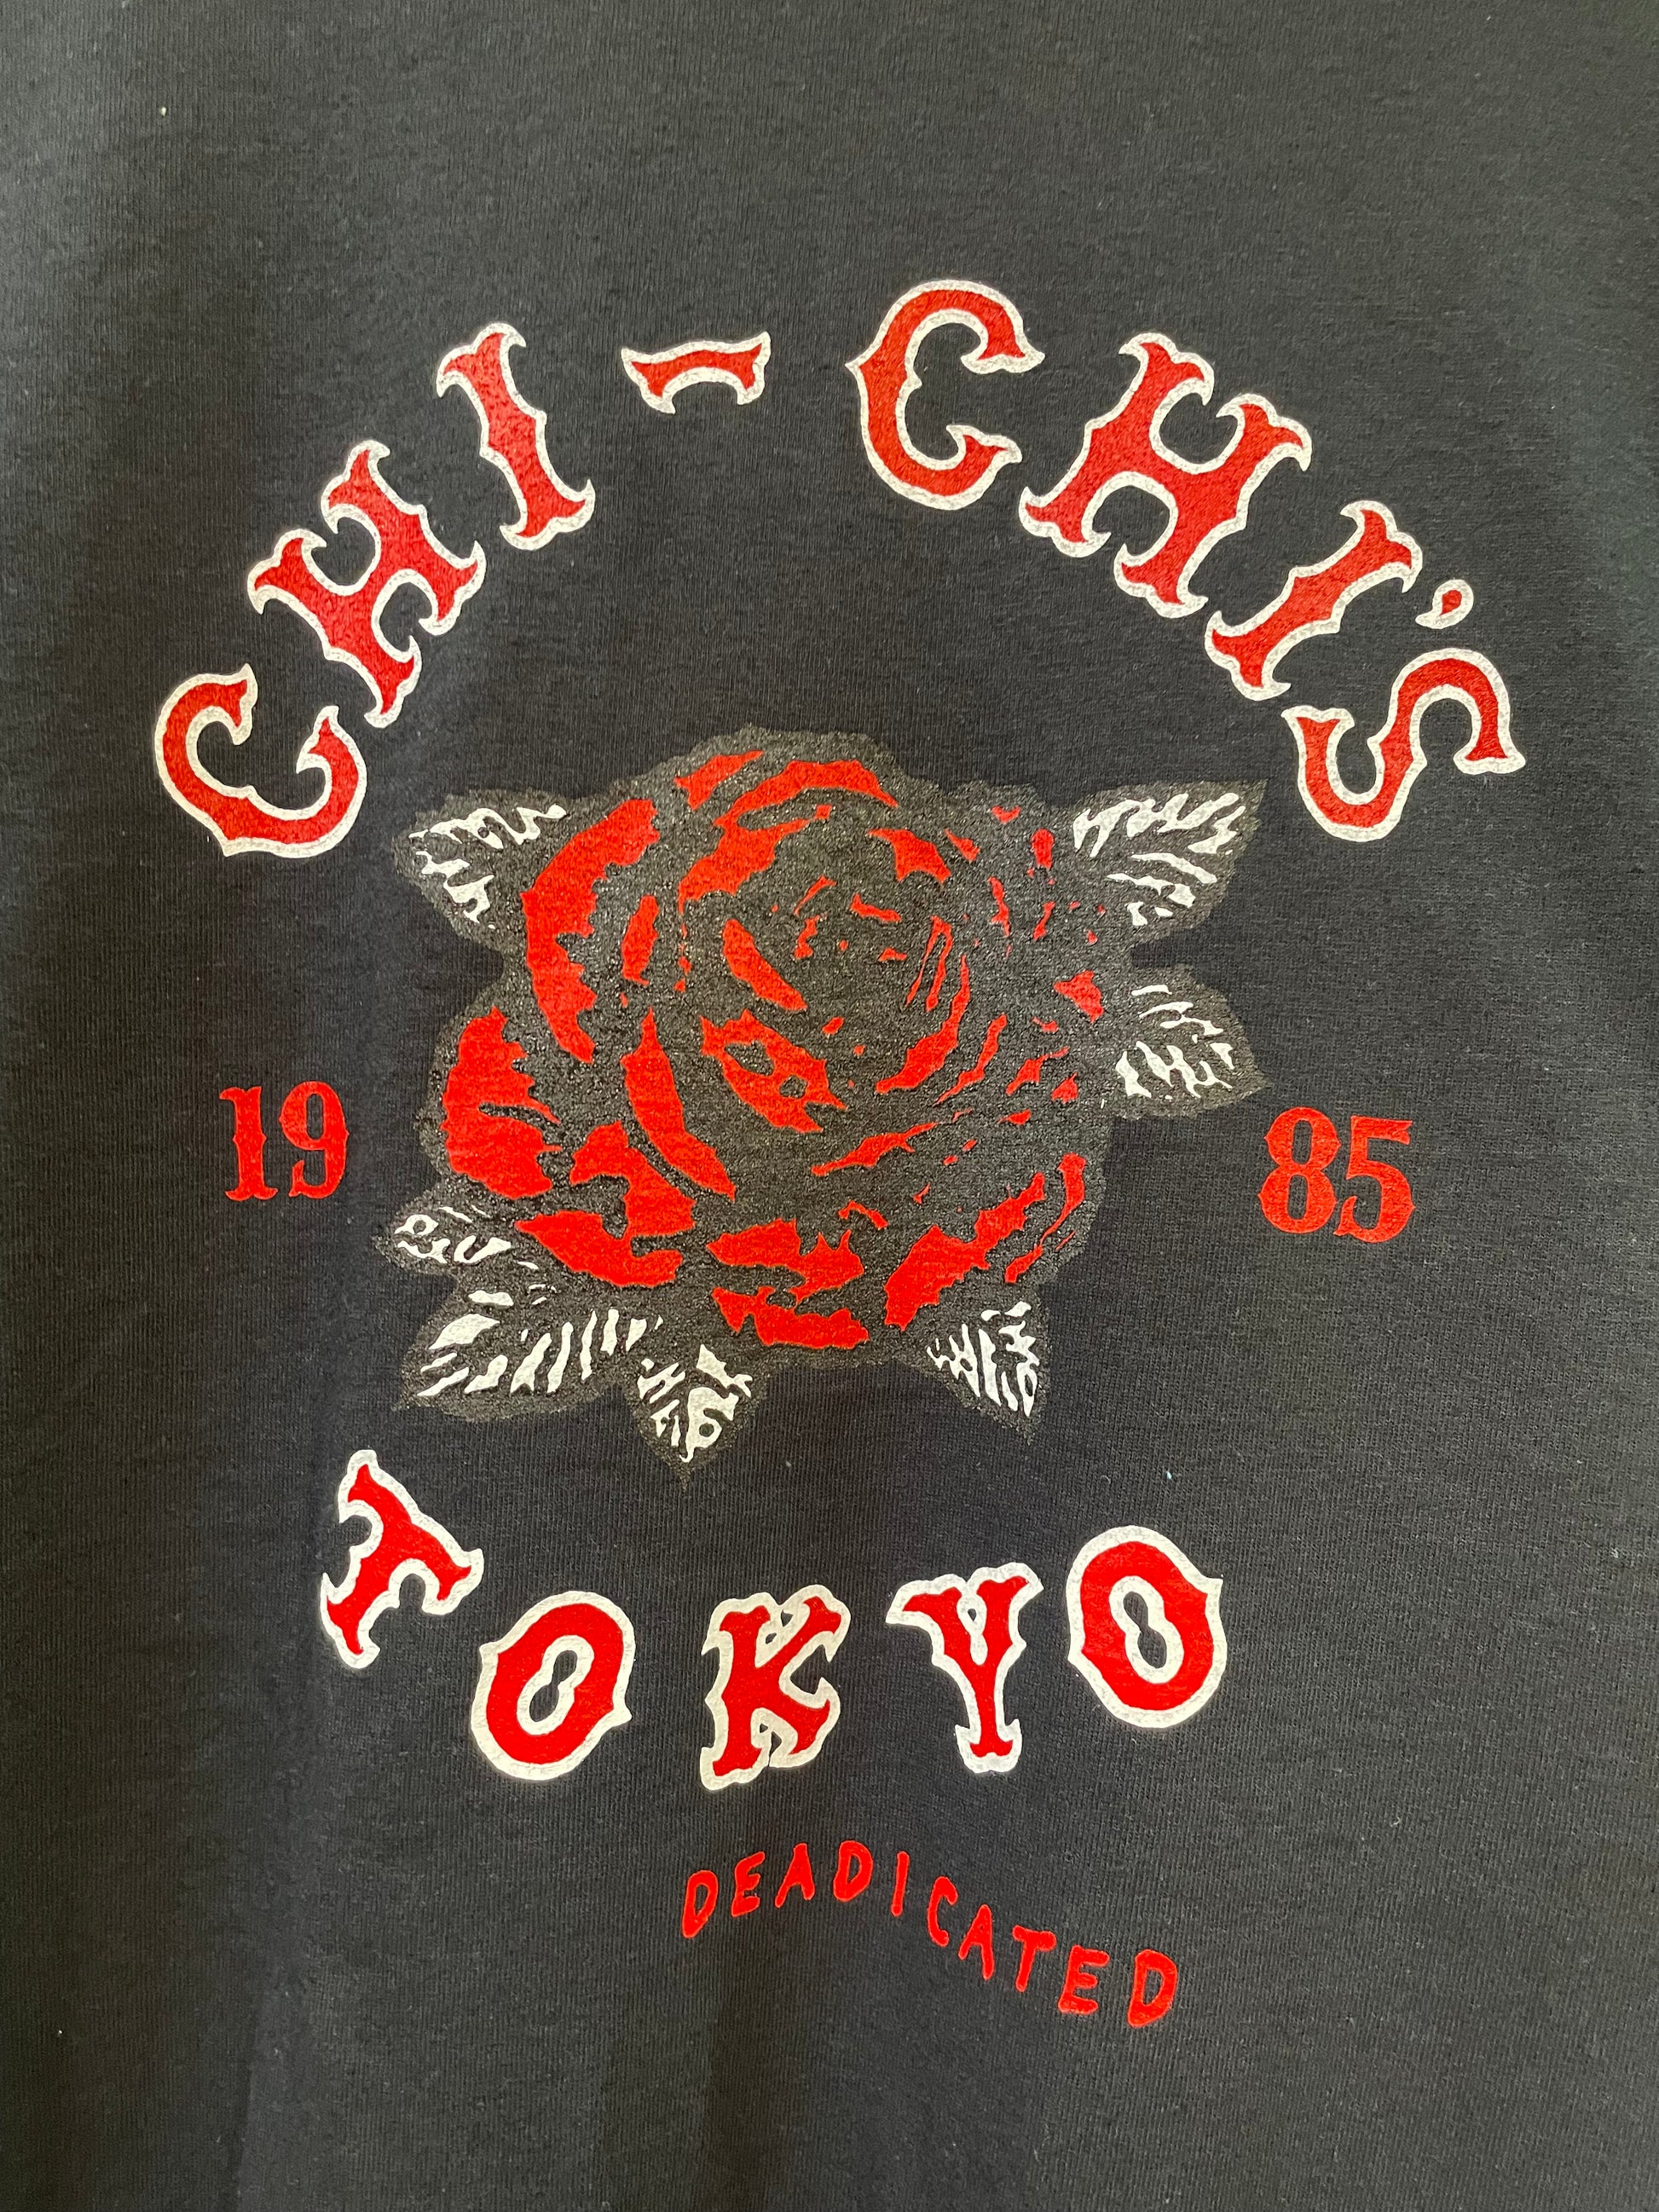 CHI-CHI'S
19 85
TOKYO
DEADICATED